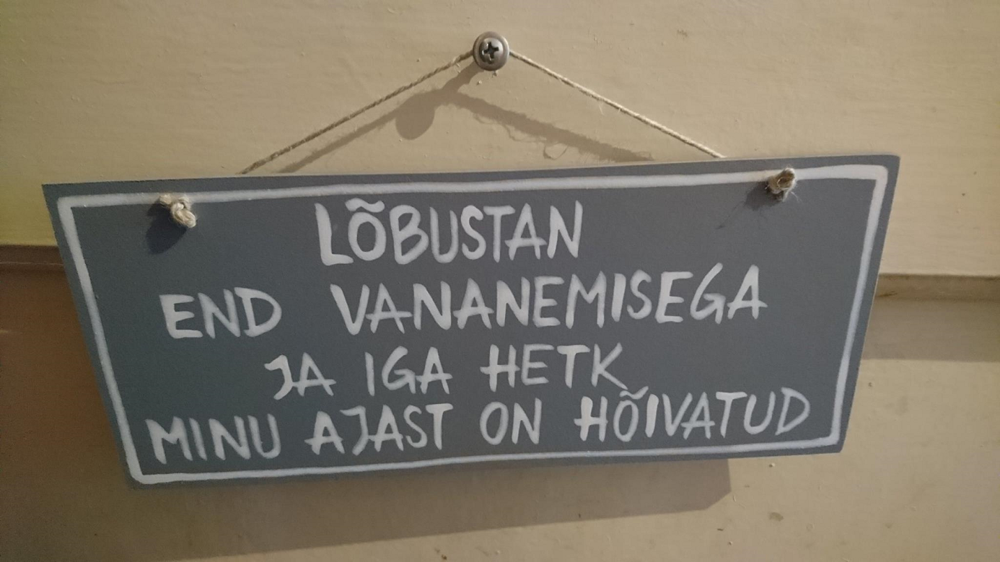 LÕBUSTAN
END VANANEMISEGA
JA IGA HETK
MINU AJAST ON HÕIVATUD